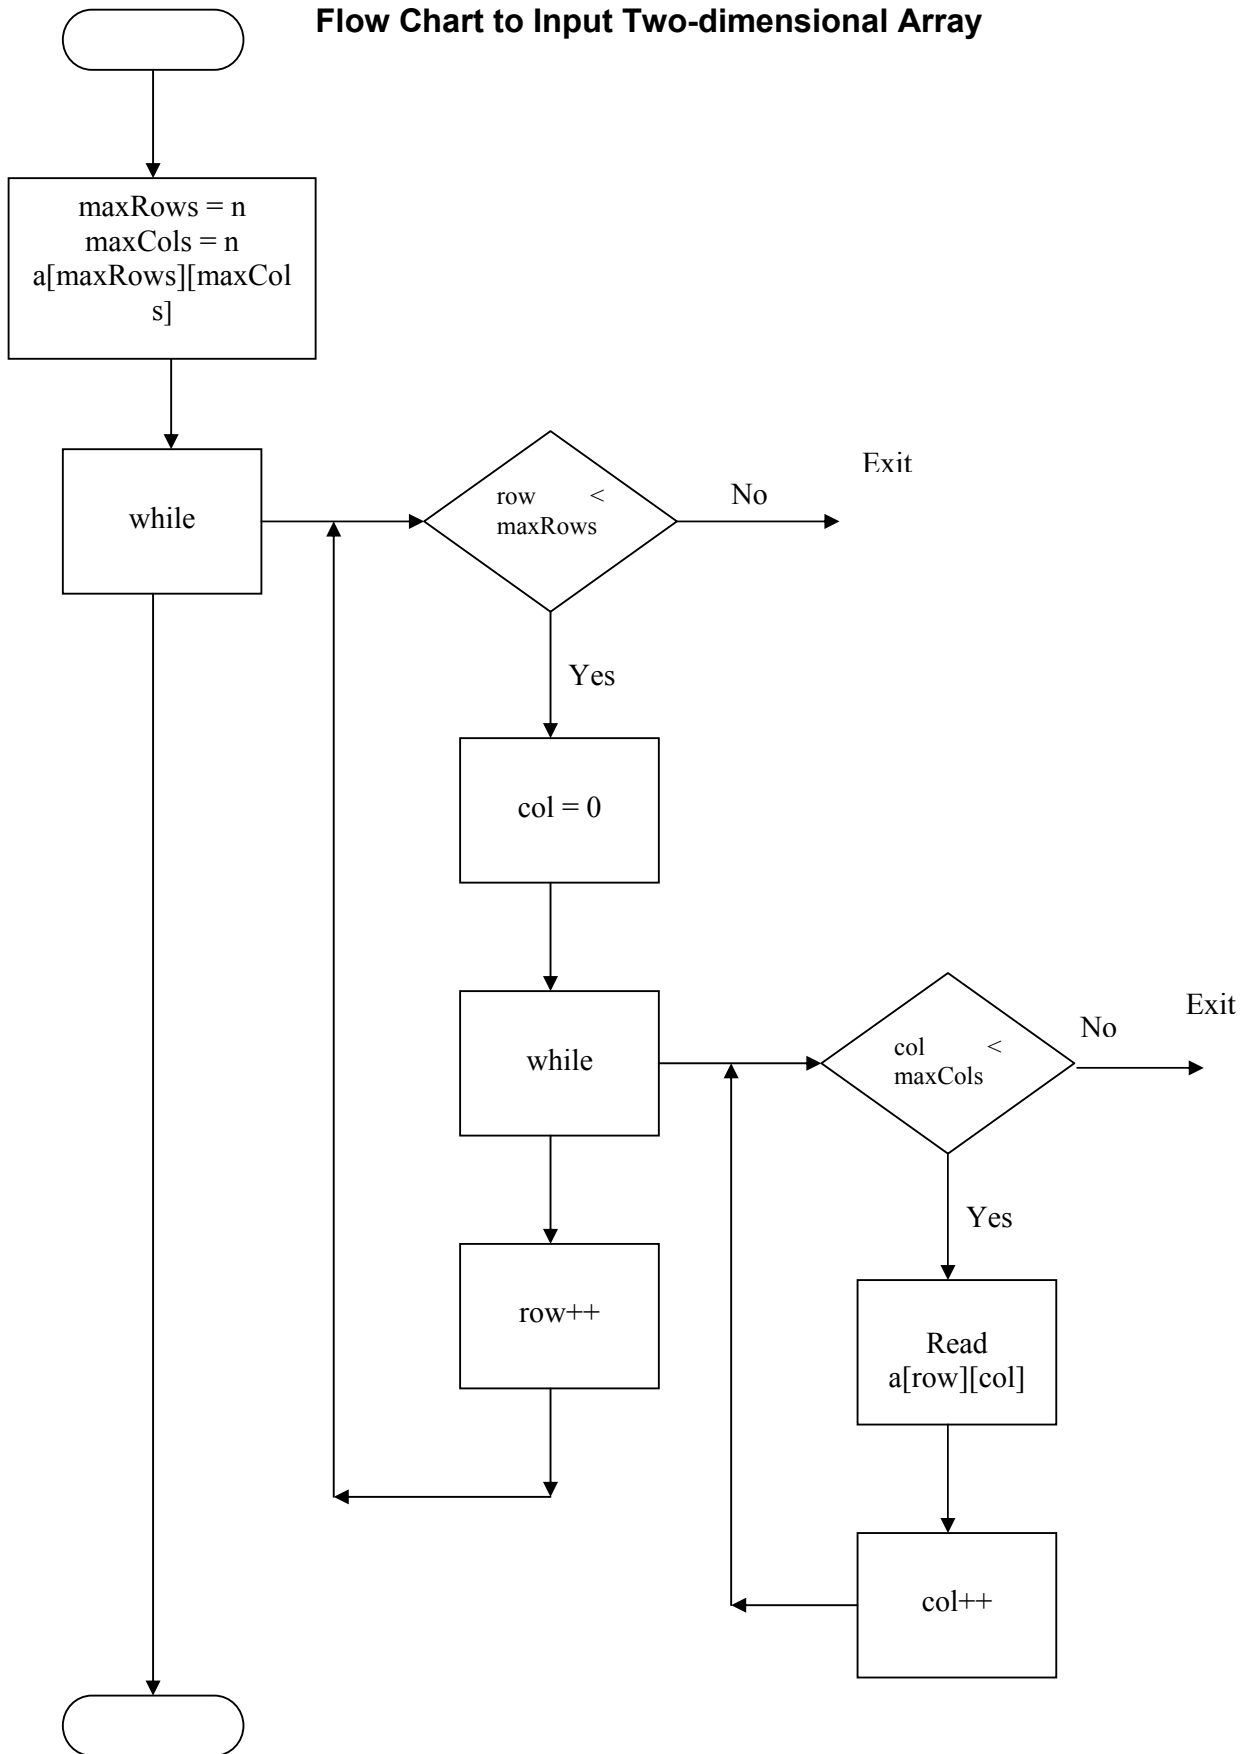 Flow Chart to Input Two-dimensional Array
maxRows = n
maxCols = n
a[maxRows][maxCol
s]
while
row <
maxRows
No
Exit
Yes
col = 0
while
col <
maxCols
No
Exit
Yes
row++
Read
a[row][col]
col++